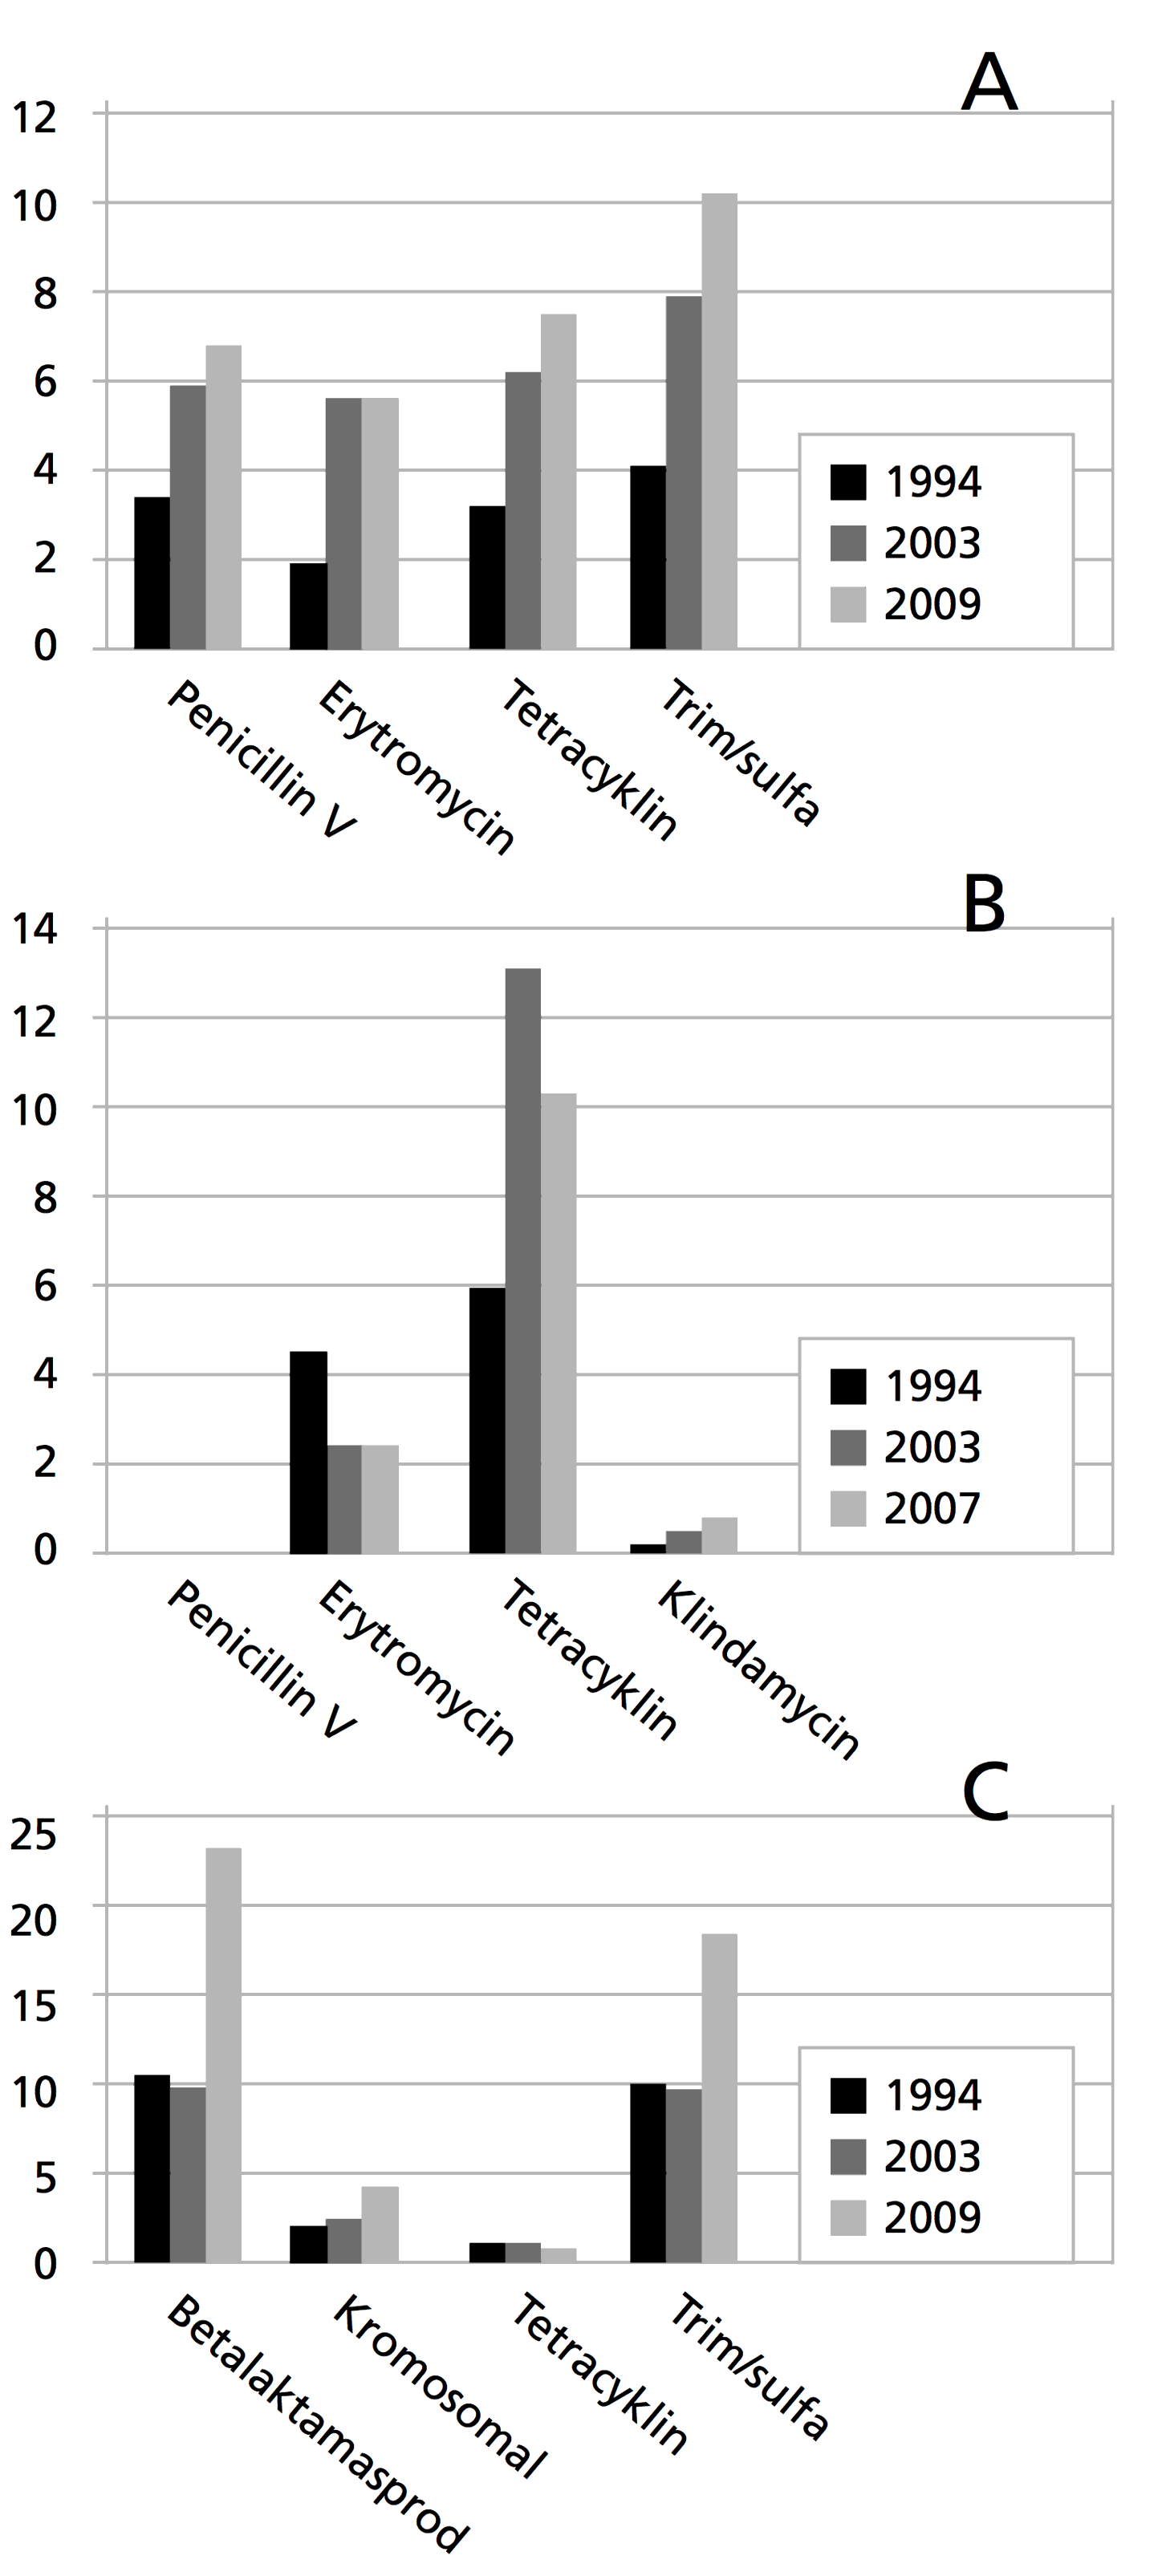 A
12
10
8
6
4
2
0
1994
2003
2009
Penicillin V
Erytromycin
Tetracyklin
Trim/sulfa
B
14
12
10
8
6
4
2
0
1994
2003
2007
Penicillin V
Erytromycin
Tetracyklin
Klindamycin
C
25
20
15
10
5
0
1994
2003
2009
Betalaktamasprod
Kromosomal
Tetracyklin
Trim/sulfa